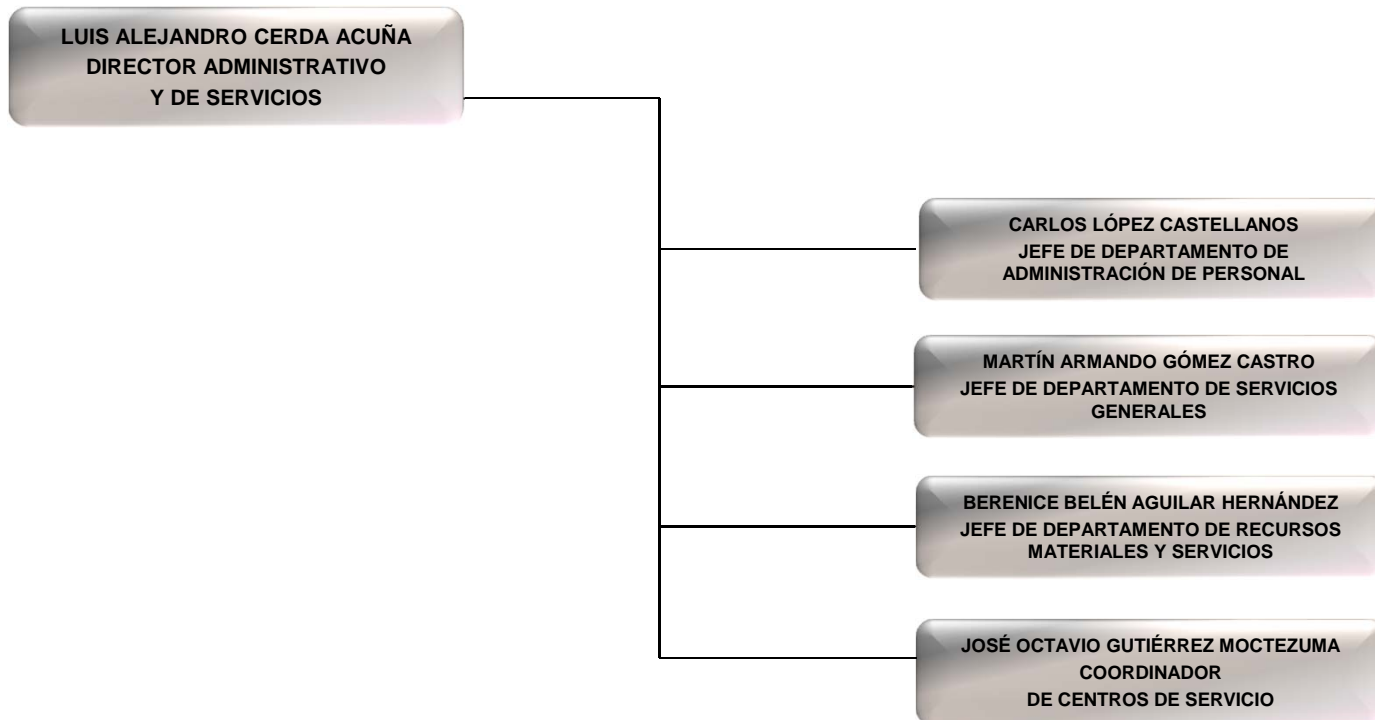 LUIS ALEJANDRO CERDA ACUÑA
DIRECTOR ADMINISTRATIVO
Y DE SERVICIOS
CARLOS LÓPEZ CASTELLANOS
JEFE DE DEPARTAMENTO DE
ADMINISTRACIÓN DE PERSONAL
MARTÍN ARMANDO GÓMEZ CASTRO
JEFE DE DEPARTAMENTO DE SERVICIOS
GENERALES
BERENICE BELÉN AGUILAR HERNÁNDEZ
JEFE DE DEPARTAMENTO DE RECURSOS
MATERIALES Y SERVICIOS
JOSÉ OCTAVIO GUTIÉRREZ MOCTEZUMA
COORDINADOR
DE CENTROS DE SERVICIO